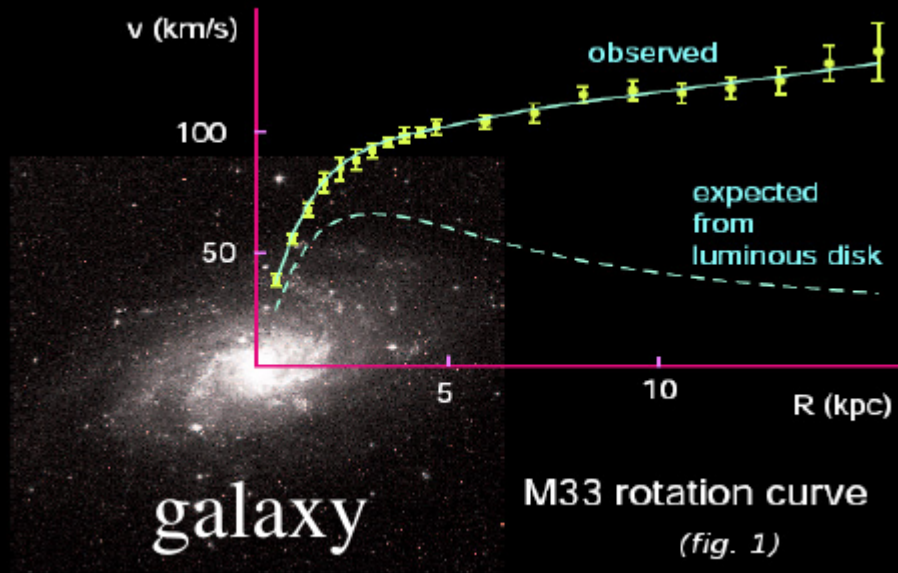 v (km/s)
observed
100
expected
from
luminous disk
50
5
10
R (kpc)
galaxy
M33 rotation curve
(fig. 1)